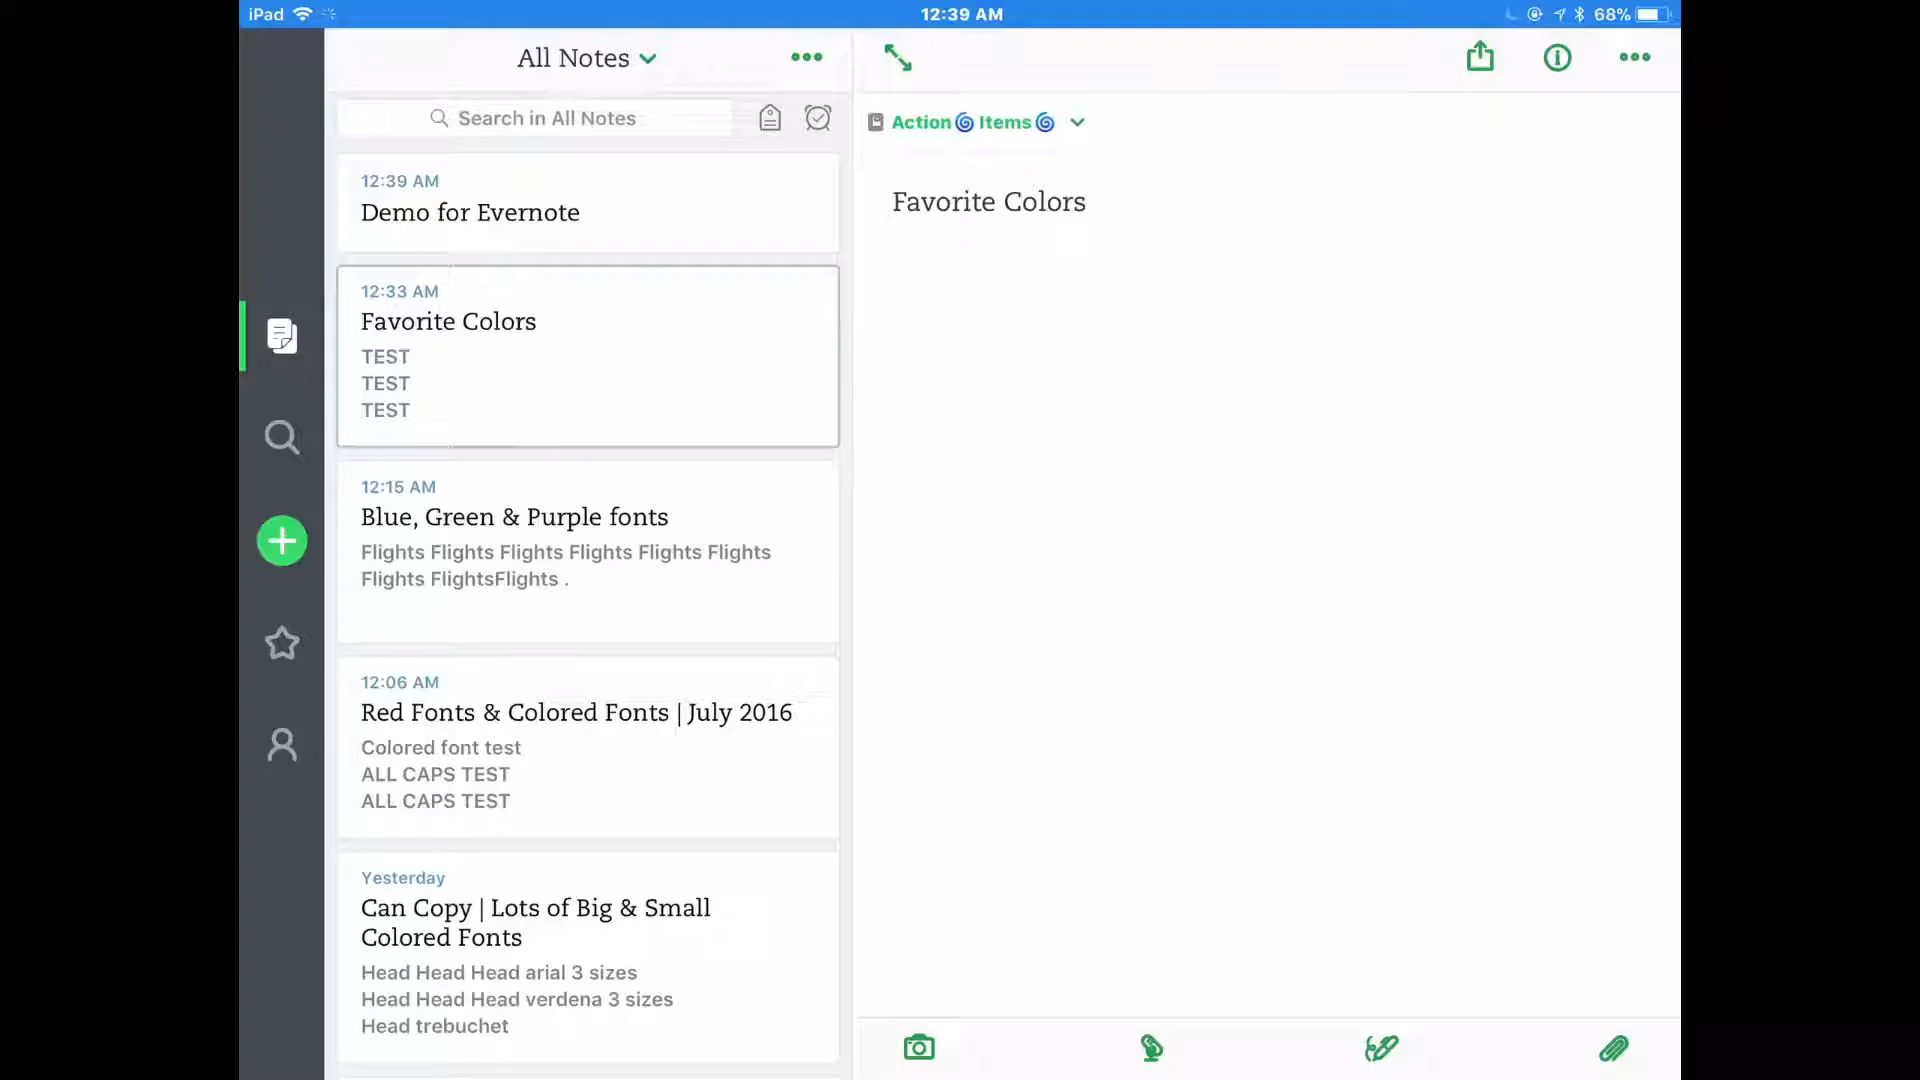 iPad
12:39 AM
68%
All Notes
Search in All Notes
12:39 AM
Demo for Evernote
12:33 AM
Favorite Colors
TEST
TEST
TEST
12:15 AM
Blue, Green & Purple fonts
Flights Flights Flights Flights Flights Flights
Flights FlightsFlights .
12:06 AM
Red Fonts & Colored Fonts | July 2016
Colored font test
ALL CAPS TEST
ALL CAPS TEST
Yesterday
Can Copy | Lots of Big & Small
Colored Fonts
Head Head Head arial 3 sizes
Head Head Head verdena 3 sizes
Head trebuchet
Action🌀Items🌀
Favorite Colors